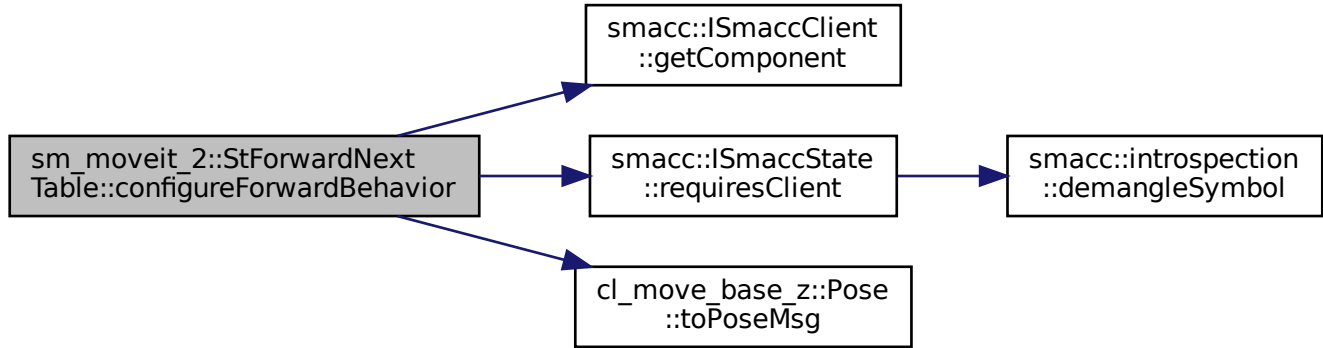 smacc::ISmaccClient
::getComponent
sm_moveit_2::StForwardNext
Table::configureForwardBehavior
smacc::ISmaccState
::requiresClient
smacc::introspection
::demangleSymbol
cl_move_base_z::Pose
::toPoseMsg